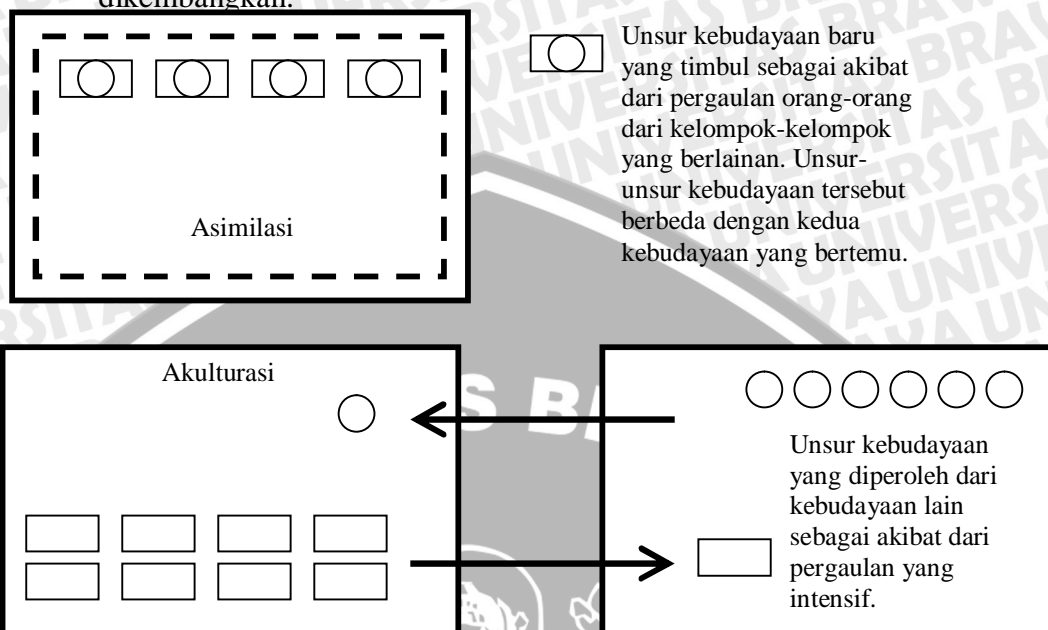 dikembangkan.
Unsur kebudayaan baru
yang timbul sebagai akibat
dari pergaulan orang-orang
dari kelompok-kelompok
yang berlainan. Unsur-
unsur kebudayaan tersebut
berbeda dengan kedua
kebudayaan yang bertemu.
Asimilasi
Akulturasi
Unsur kebudayaan
yang diperoleh dari
kebudayaan lain
sebagai akibat dari
pergaulan yang
intensif.